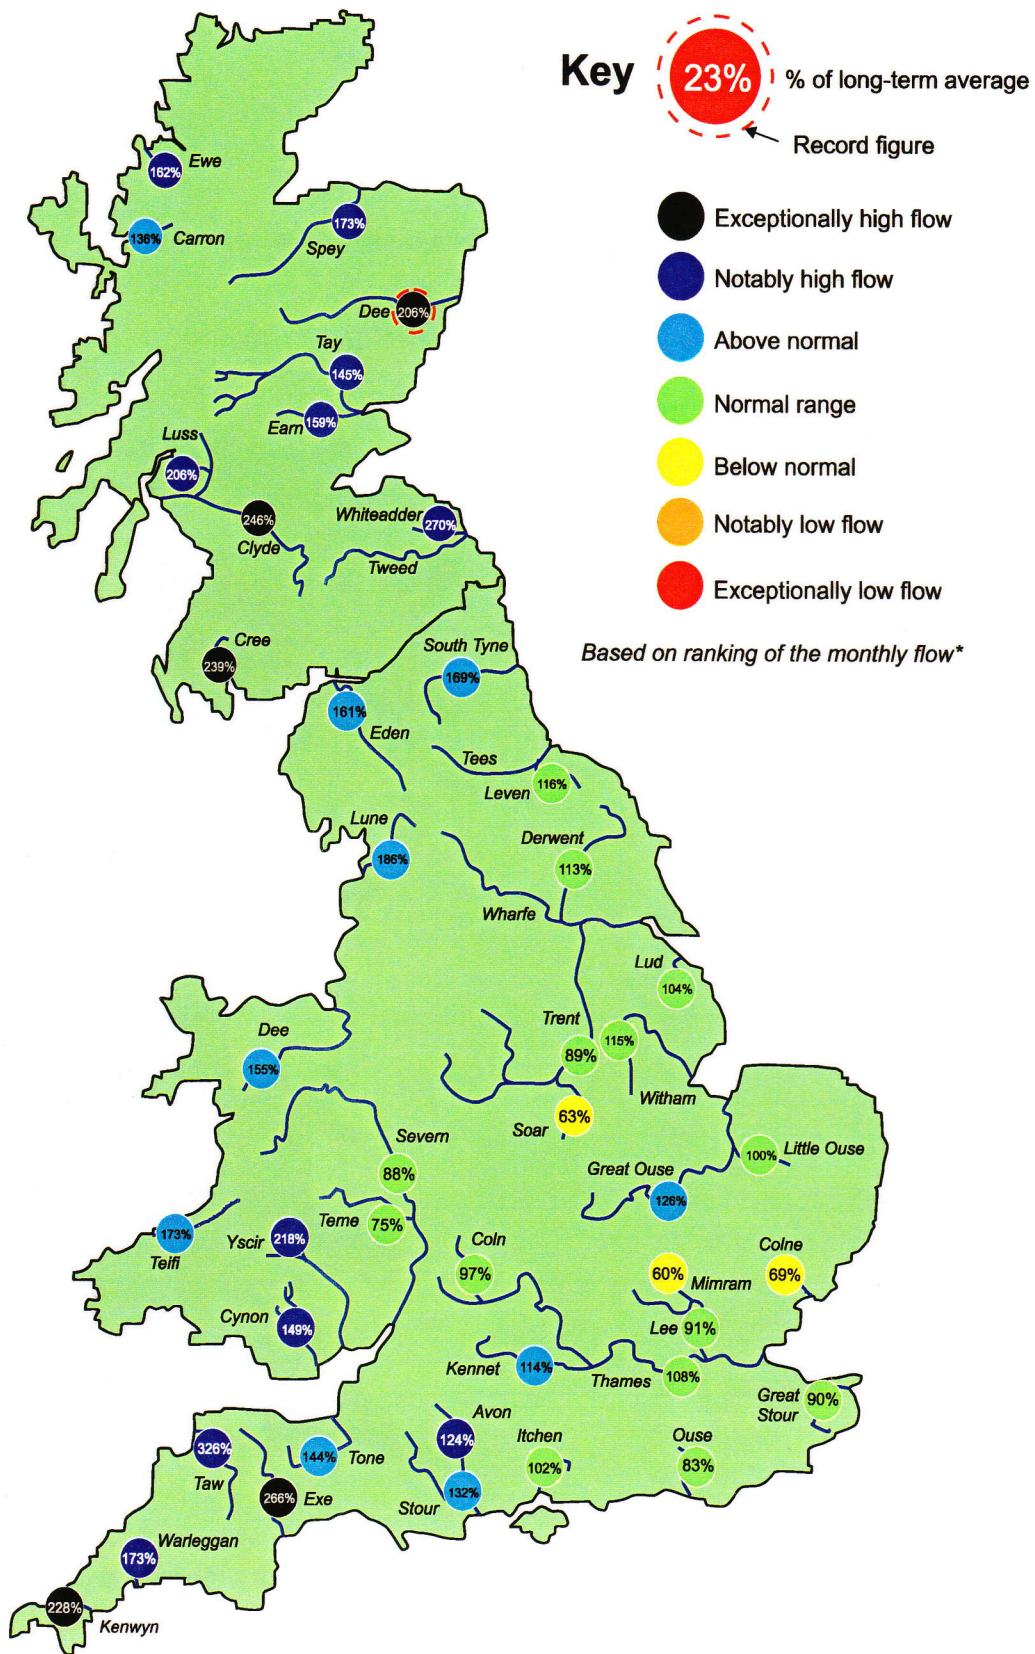 Key
23%
% of long-term average
Record figure
Exceptionally high flow
Notably high flow
Above normal
Normal range
Below normal
Notably low flow
Exceptionally low flow
Based on ranking of the monthly flow*
Ewe
162%
136%
Carron
173%
Spey
Dee
206%
Tay
145%
Earn
159%
Luss
206%
246%
Clyde
Whiteadder
270%
Tweed
Cree
239%
South Tyne
169%
161%
Eden
Tees
Leven
116%
Lune
186%
Derwent
113%
Wharfe
Lud
104%
Trent
89%
115%
Witham
Dee
155%
Soar
63%
Severn
88%
Little Ouse
100%
Great Ouse
126%
Teme
75%
173%
Teifi
Yscir
218%
Coln
97%
Colne
69%
60%
Mimram
Cynon
149%
Lee
91%
Kennet
114%
Thames
108%
Great
Stour
90%
Avon
124%
Itchen
102%
Ouse
83%
326%
Taw
144%
Tone
Stour
132%
266%
Exe
Warleggan
173%
228%
Kenwyn